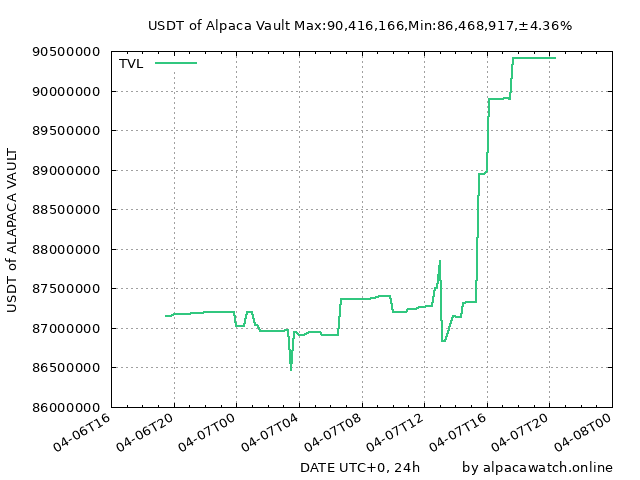 USDT of Alpaca Vault Max:90,416,166,Min:86,468,917,±4.36%
TVL
90500000
90000000
89500000
89000000
88500000
88000000
87500000
87000000
86500000
86000000
USDT of ALAPACA VAULT
04-06T16
04-06T20
04-07T00
04-07T04
04-07T08
04-07T12
04-07T16
04-07T20
04-08T00
DATE UTC+0, 24h
by alpacawatch.online